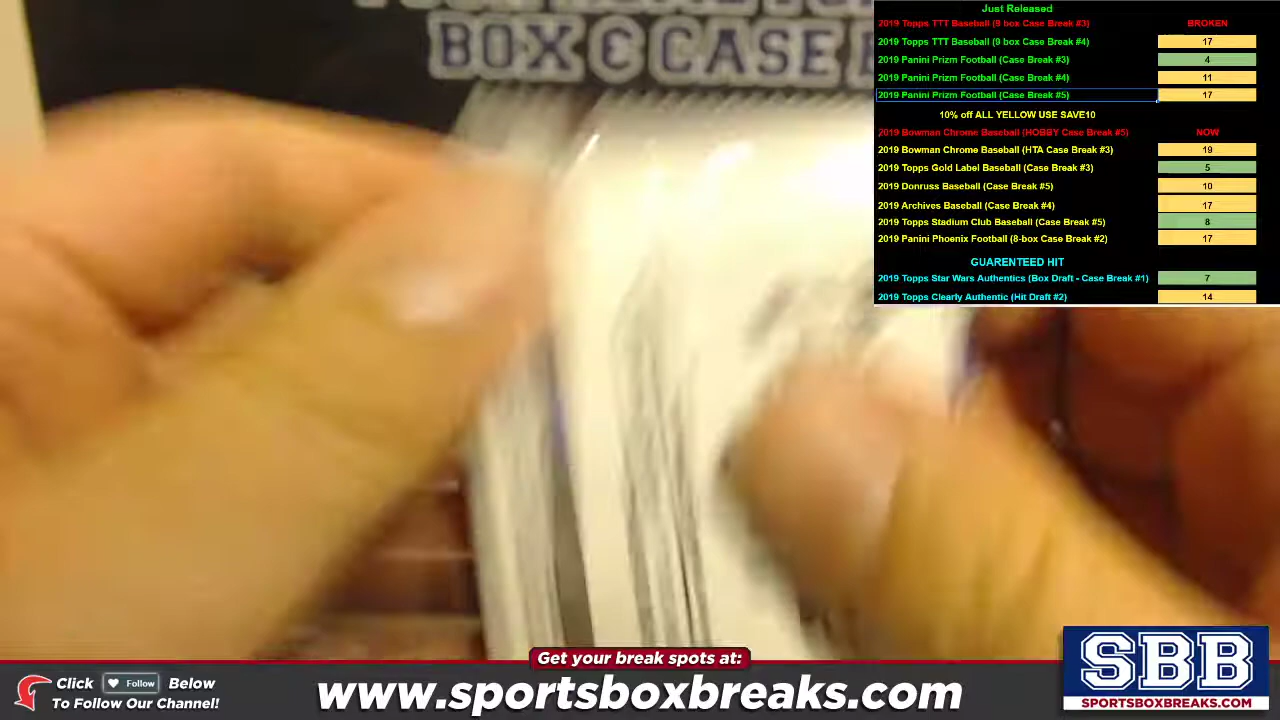 BOX & CASE
Just Released
2019 Topps TTT Baseball (9 box Case Break #3) BROKEN
2019 Topps TTT Baseball (9 box Case Break #4) 17
2019 Panini Prizm Football (Case Break #3) 4
2019 Panini Prizm Football (Case Break #4) 11
2019 Panini Prizm Football (Case Break #5) 17
10% off ALL YELLOW USE SAVE10
2019 Bowman Chrome Baseball (HOBBY Case Break #5) NOW
2019 Bowman Chrome Baseball (HTA Case Break #3) 19
2019 Topps Gold Label Baseball (Case Break #3) 5
2019 Donruss Baseball (Case Break #5) 10
2019 Archives Baseball (Case Break #4) 17
2019 Topps Stadium Club Baseball (Case Break #5) 8
2019 Panini Phoenix Football (8-box Case Break #2) 17
GUARENTEED HIT
2019 Topps Star Wars Authentics (Box Draft - Case Break #1) 7
2019 Topps Clearly Authentic (Hit Draft #2) 14
Get your break spots at:
Click Follow Below
To Follow Our Channel!
www.sportsboxbreaks.com
SBB
SPORTSBOXBREAKS.COM